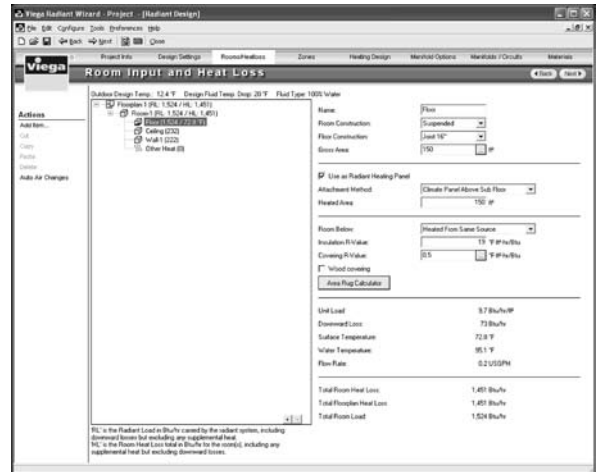 Viega Radiant Wizard - Project - [Radiant Design]
File Edit Configure Tools Preferences Help
Back Next Close
Project Info Design Settings Rooms/Heatloss Zones Heating Design Manifold Options Manifolds / Circuits Materials
Viega
Room Input and Heat Loss
Back Next
Outdoor Design Temp.: 12.4 °F Design Fluid Temp. Drop: 20 °F Fluid Type: 100% Water
Actions
Add Item...
Cut
Copy
Paste
Delete
Auto Air Changes
Floorplan 1 (RL: 1,524 / HL: 1,451)
Room-1 (RL: 1,524 / HL: 1,451)
Floor (1,524 / 72.8 °F)
Ceiling (232)
Wall-1 (222)
Other Heat (0)
Name: Floor
Room Construction: Suspended
Floor Construction: Joist 16"
Gross Area: 150 ft²
Use as Radiant Heating Panel
Attachment Method: Climate Panel Above Sub Floor
Heated Area: 150 ft²
Room Below: Heated From Same Source
Insulation R-Value: 19 °F·ft²·hr/Btu
Covering R-Value: 0.5 °F·ft²·hr/Btu
Wood covering
Area Rug Calculator
Unit Load: 9.7 Btu/hr/ft²
Downward Loss: 73 Btu/hr
Surface Temperature: 72.8 °F
Water Temperature: 95.1 °F
Flow Rate: 0.2 USGPM
Total Room Heat Loss: 1,451 Btu/hr
Total Floorplan Heat Loss: 1,451 Btu/hr
Total Room Load: 1,524 Btu/hr
'RL' is the Radiant Load in Btu/hr carried by the radiant system, including
downward losses but excluding any supplemental heat.
'HL' is the Room Heat Loss total in Btu/hr for the room(s), including any
supplemental heat but excluding downward losses.